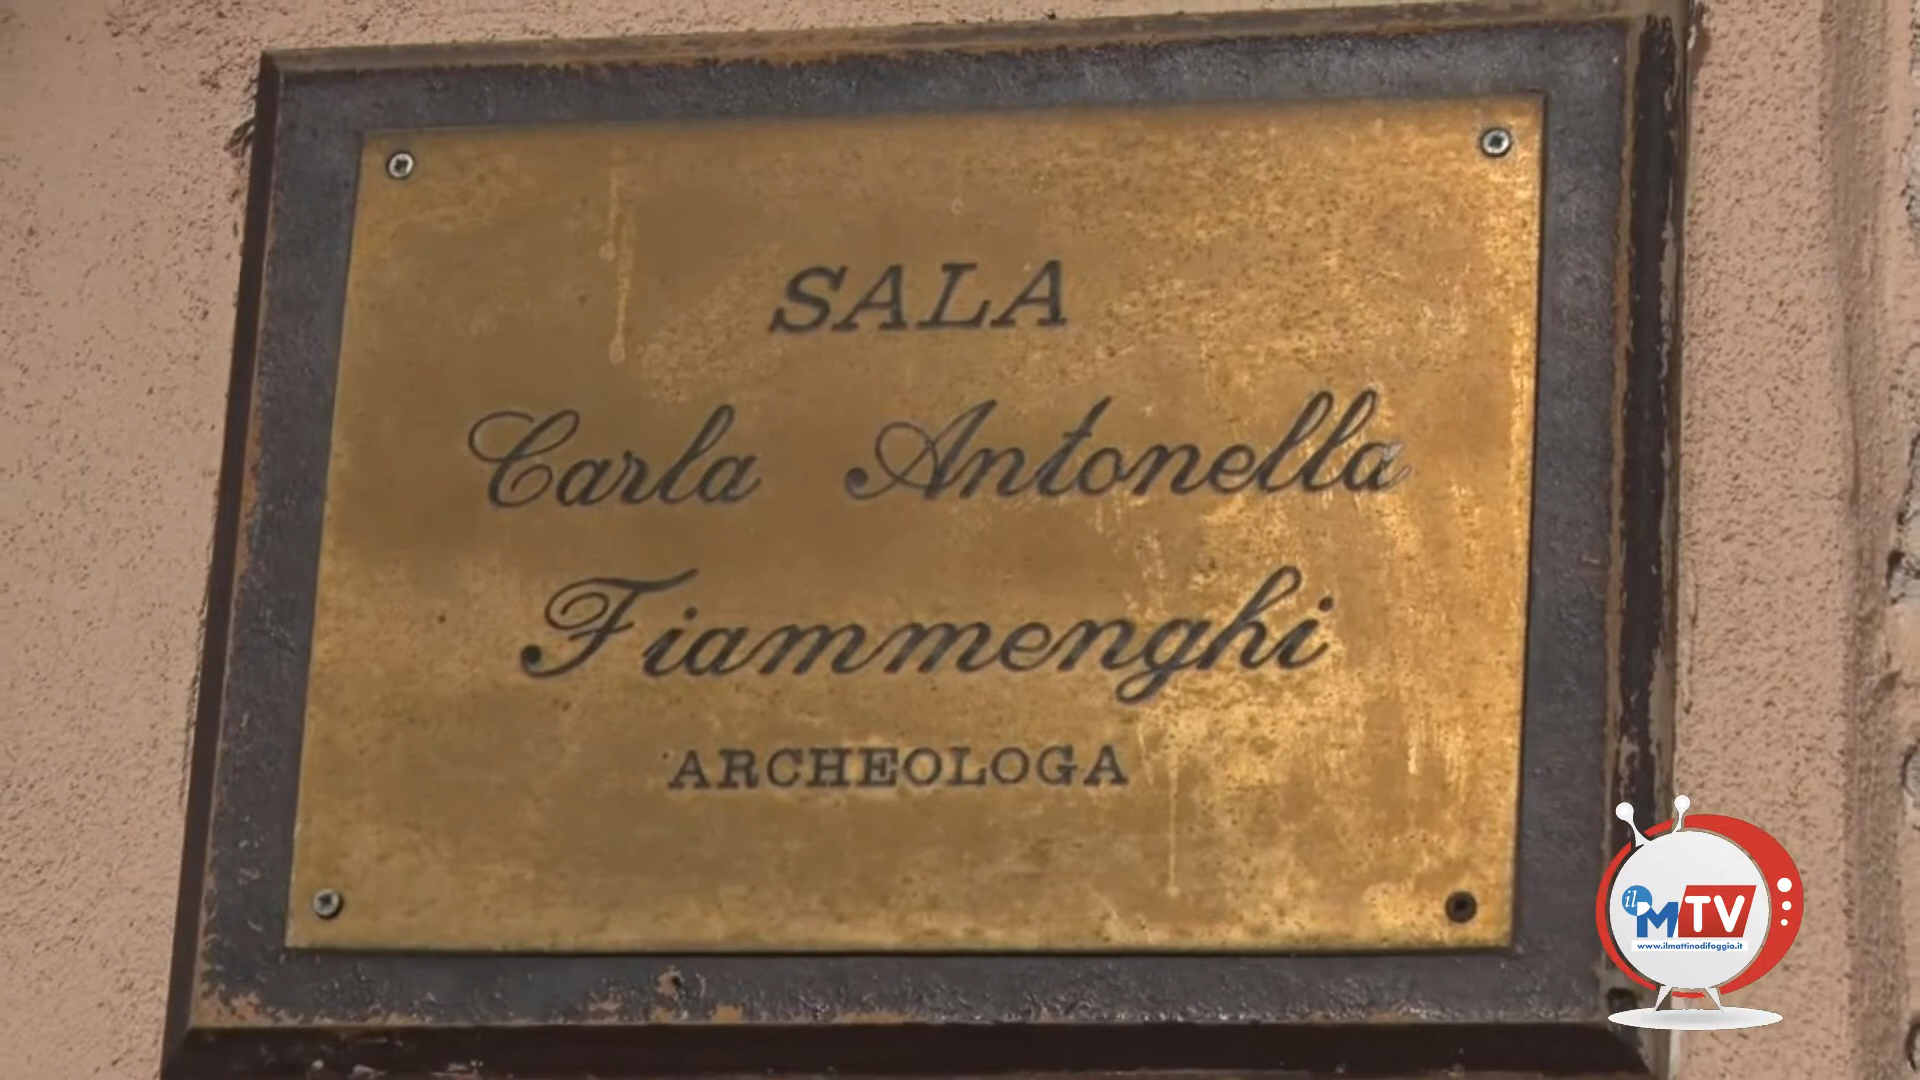 SALA
Carla Antonella
Fiammenghi
ARCHEOLOGA
il MTV
www.ilmattinodifoggia.it